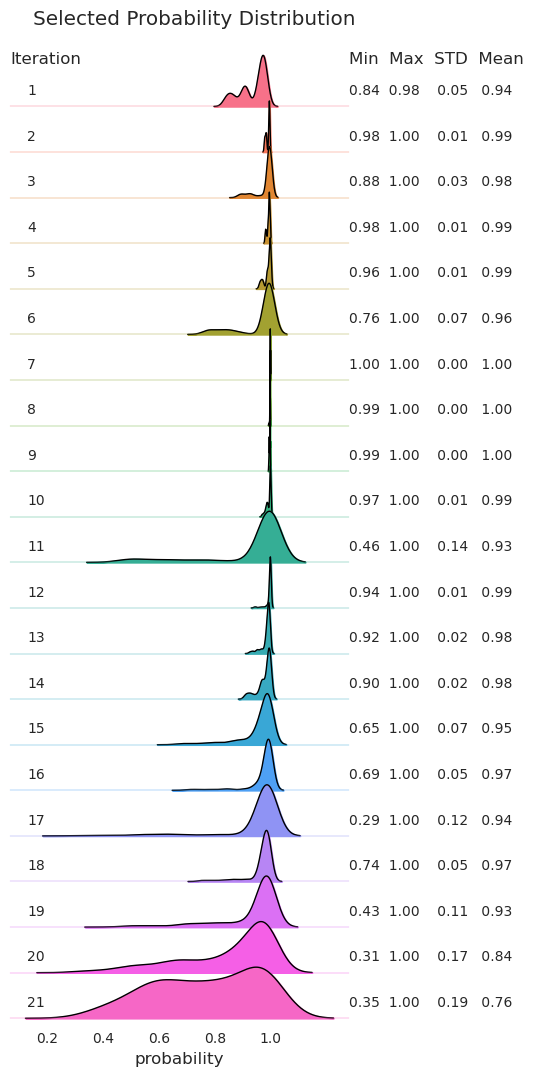 Selected Probability Distribution
Iteration Min Max STD Mean
1 0.84 0.98 0.05 0.94
2 0.98 1.00 0.01 0.99
3 0.88 1.00 0.03 0.98
4 0.98 1.00 0.01 0.99
5 0.96 1.00 0.01 0.99
6 0.76 1.00 0.07 0.96
7 1.00 1.00 0.00 1.00
8 0.99 1.00 0.00 1.00
9 0.99 1.00 0.00 1.00
10 0.97 1.00 0.01 0.99
11 0.46 1.00 0.14 0.93
12 0.94 1.00 0.01 0.99
13 0.92 1.00 0.02 0.98
14 0.90 1.00 0.02 0.98
15 0.65 1.00 0.07 0.95
16 0.69 1.00 0.05 0.97
17 0.29 1.00 0.12 0.94
18 0.74 1.00 0.05 0.97
19 0.43 1.00 0.11 0.93
20 0.31 1.00 0.17 0.84
21 0.35 1.00 0.19 0.76
0.2 0.4 0.6 0.8 1.0
probability